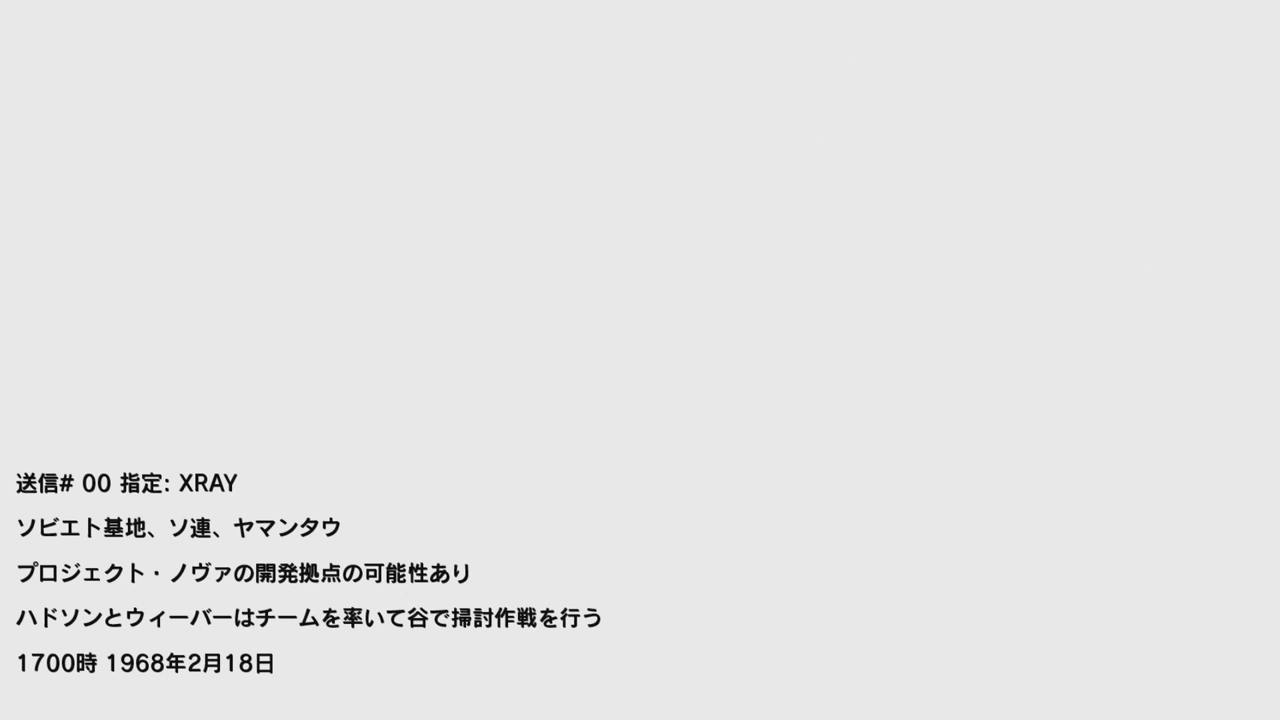 送信# 00 指定: XRAY
ソビエト基地、ソ連、ヤマンタウ
プロジェクト・ノヴァの開発拠点の可能性あり
ハドソンとウィーバーはチームを率いて谷で掃討作戦を行う
1700時 1968年2月18日